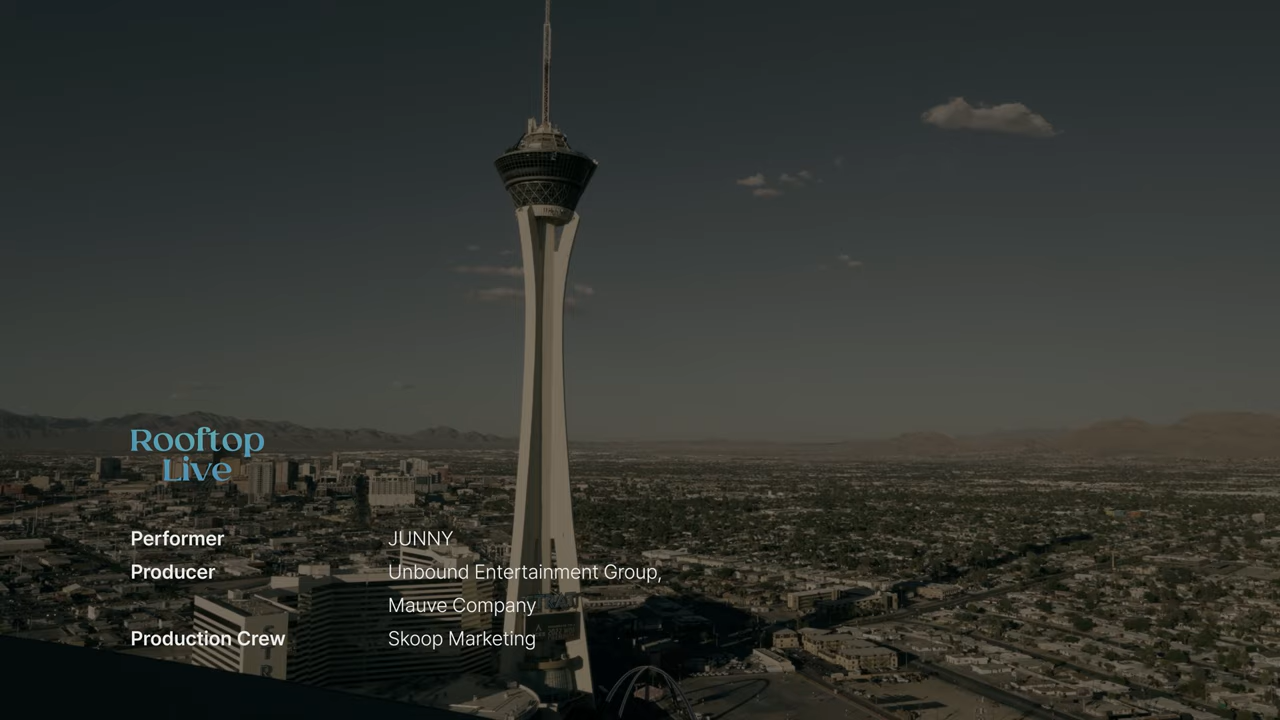 Rooftop
Live
Performer JUNNY
Producer Unbound Entertainment Group,
Mauve Company
Production Crew Skoop Marketing